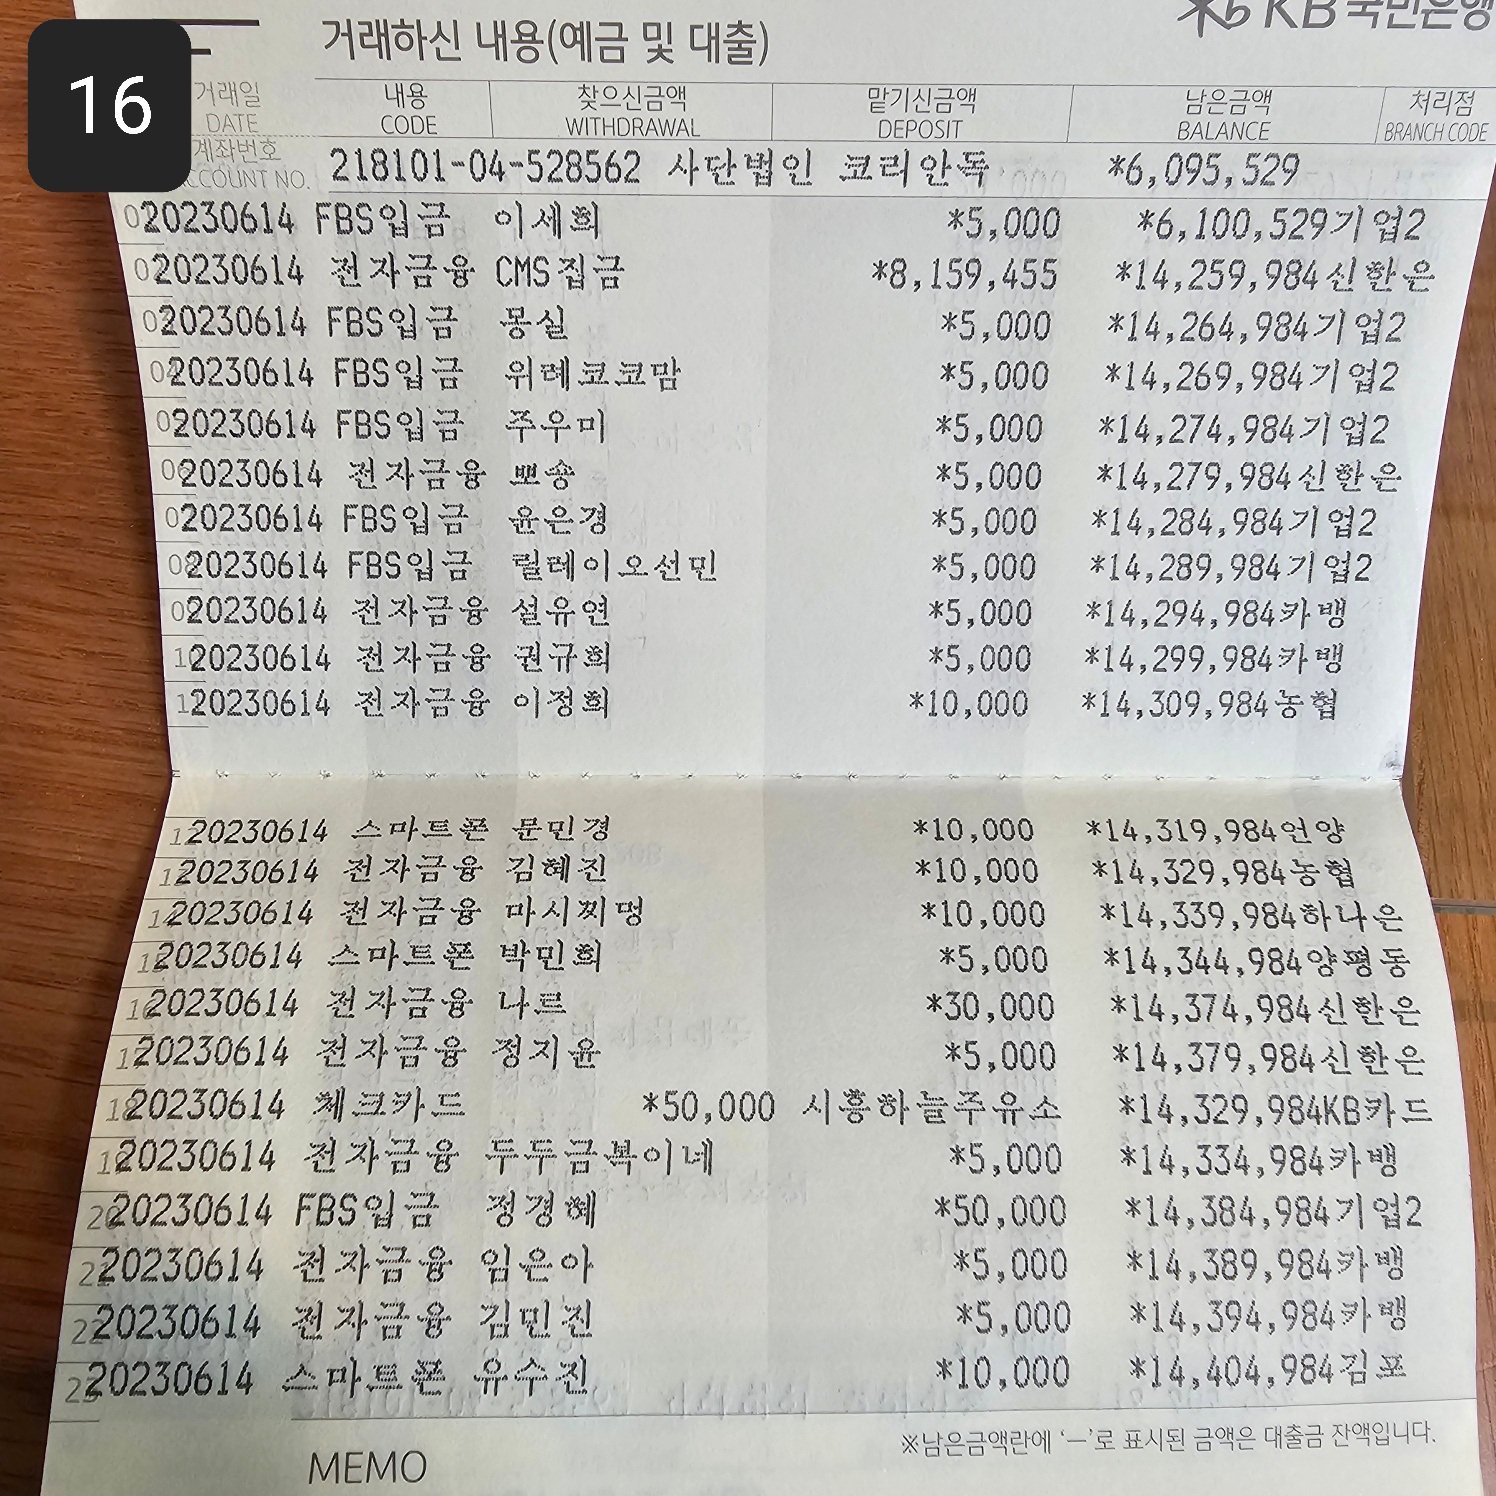 16
KB 국민은행
거래하신 내용(예금 및 대출)
거래일 내용 찾으신금액 맡기신금액 남은금액 처리점
DATE CODE WITHDRAWAL DEPOSIT BALANCE BRANCH CODE
계좌번호 218101-04-528562 사단법인 코리안독 *6,095,529
ACCOUNT NO.
20230614 FBS입금 이세희 *5,000 *6,100,529기업2
20230614 전자금융 CMS집금 *8,159,455 *14,259,984신한은
20230614 FBS입금 몽실 *5,000 *14,264,984기업2
20230614 FBS입금 위례코코맘 *5,000 *14,269,984기업2
20230614 FBS입금 주우미 *5,000 *14,274,984기업2
20230614 전자금융 뽀송 *5,000 *14,279,984신한은
20230614 FBS입금 윤은경 *5,000 *14,284,984기업2
20230614 FBS입금 릴레이오선민 *5,000 *14,289,984기업2
20230614 전자금융 설유연 *5,000 *14,294,984카뱅
20230614 전자금융 권규희 *5,000 *14,299,984카뱅
20230614 전자금융 이정희 *10,000 *14,309,984농협
20230614 스마트폰 문민경 *10,000 *14,319,984언양
20230614 전자금융 김혜진 *10,000 *14,329,984농협
20230614 전자금융 마시찌멍 *10,000 *14,339,984하나은
20230614 스마트폰 박민희 *5,000 *14,344,984양평동
20230614 전자금융 나르 *30,000 *14,374,984신한은
20230614 전자금융 정지윤 *5,000 *14,379,984신한은
20230614 체크카드 *50,000 시흥하늘주유소 *14,329,984KB카드
20230614 전자금융 두두금복이네 *5,000 *14,334,984카뱅
20230614 FBS입금 정경혜 *50,000 *14,384,984기업2
20230614 전자금융 임은아 *5,000 *14,389,984카뱅
20230614 전자금융 김민진 *5,000 *14,394,984카뱅
20230614 스마트폰 유수진 *10,000 *14,404,984김포
※남은금액란에 '—'로 표시된 금액은 대출금 잔액입니다.
MEMO